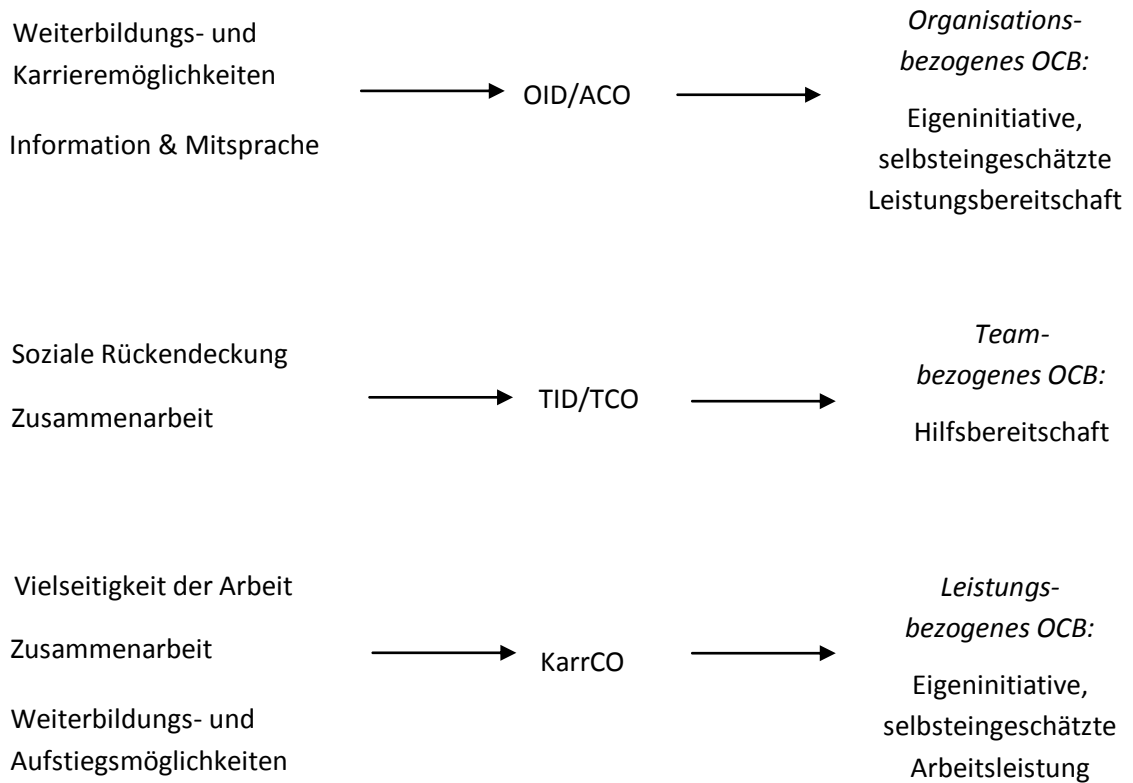 Weiterbildungs- und
Karrieremöglichkeiten
Information & Mitsprache
OID/ACO
Organisations-
bezogenes OCB:
Eigeninitiative,
selbsteingeschätzte
Leistungsbereitschaft
Soziale Rückendeckung
Zusammenarbeit
TID/TCO
Team-
bezogenes OCB:
Hilfsbereitschaft
Vielseitigkeit der Arbeit
Zusammenarbeit
Weiterbildungs- und
Aufstiegsmöglichkeiten
KarrCO
Leistungs-
bezogenes OCB:
Eigeninitiative,
selbsteingeschätzte
Arbeitsleistung